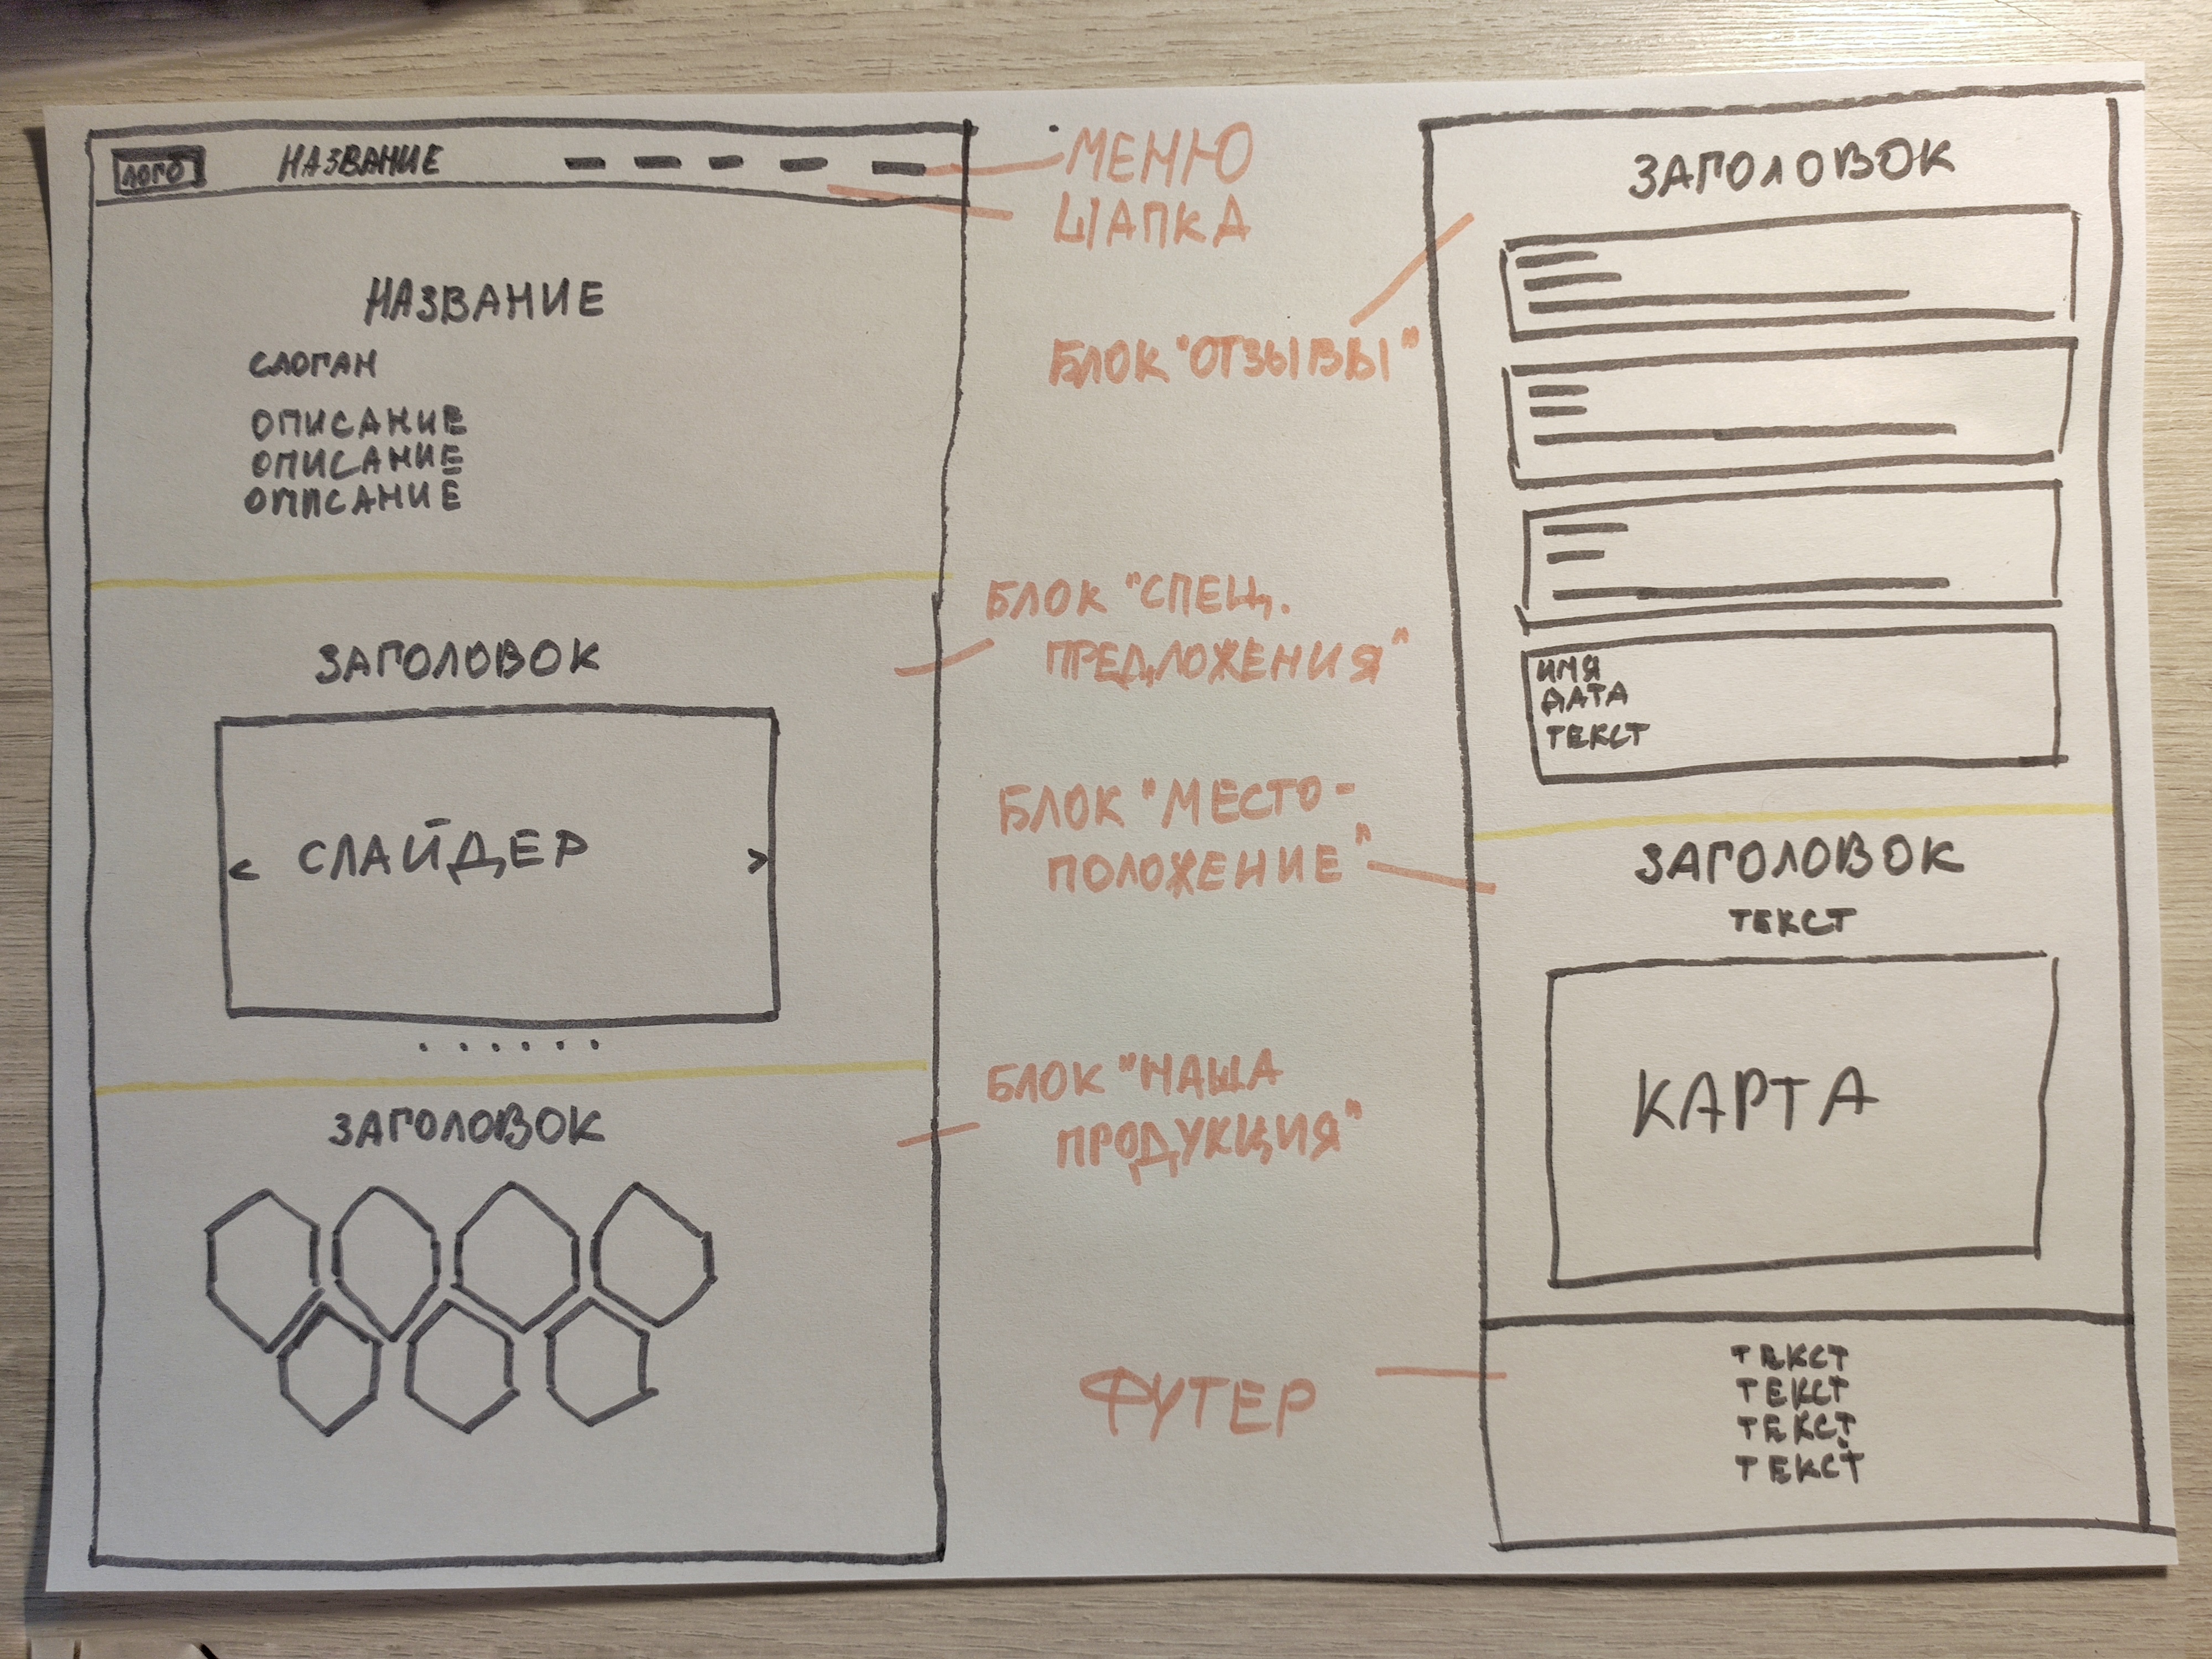 ЛОГО
НАЗВАНИЕ
НАЗВАНИЕ
СЛОГАН
ОПИСАНИЕ
ОПИСАНИЕ
ОПИСАНИЕ
ЗАГОЛОВОК
< СЛАЙДЕР >
ЗАГОЛОВОК
МЕНЮ
ШАПКА
БЛОК "ОТЗЫВЫ"
БЛОК "СПЕЦ.
ПРЕДЛОЖЕНИЯ"
БЛОК "МЕСТО-
ПОЛОЖЕНИЕ"
БЛОК "НАША
ПРОДУКЦИЯ"
ФУТЕР
ЗАГОЛОВОК
ИМЯ
ДАТА
ТЕКСТ
ЗАГОЛОВОК
ТЕКСТ
КАРТА
ТЕКСТ
ТЕКСТ
ТЕКСТ
ТЕКСТ